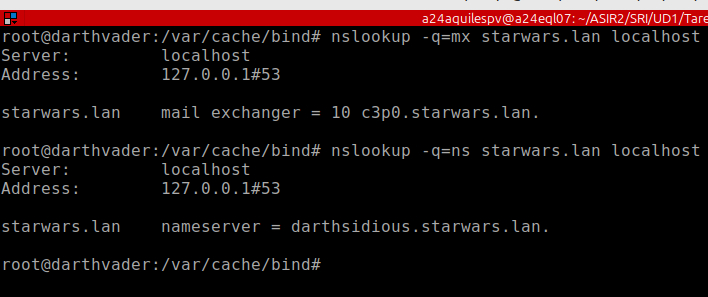 a24aquilespv@a24eql07: ~/ASIR2/SRI/UD1/Tare
root@darthvader:/var/cache/bind# nslookup -q=mx starwars.lan localhost
Server:         localhost
Address:        127.0.0.1#53
starwars.lan    mail exchanger = 10 c3p0.starwars.lan.
root@darthvader:/var/cache/bind# nslookup -q=ns starwars.lan localhost
Server:         localhost
Address:        127.0.0.1#53
starwars.lan    nameserver = darthsidious.starwars.lan.
root@darthvader:/var/cache/bind#